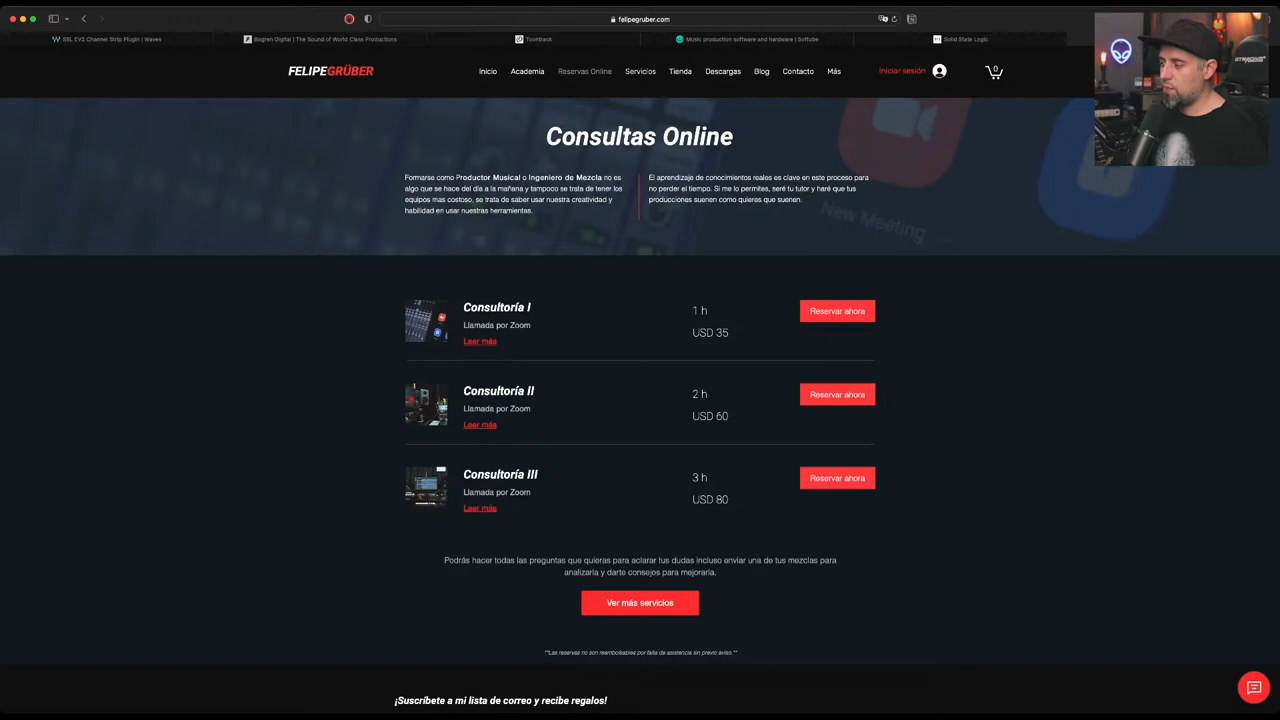 felipegruber.com
SSL EV2 Channel Strip Plugin | Waves
Bogren Digital | The Sound of World Class Productions
Toontrack
Music production software and hardware | Softube
Solid State Logic
FELIPEGRÜBER
Inicio
Academia
Reservas Online
Servicios
Tienda
Descargas
Blog
Contacto
Más
Iniciar sesión
0
Consultas Online
Formarse como Productor Musical o Ingeniero de Mezcla no es
algo que se hace del día a la mañana y tampoco se trata de tener los
equipos mas costoso, se trata de saber usar nuestra creatividad y
habilidad en usar nuestras herramientas.
El aprendizaje de conocimientos reales es clave en este proceso para
no perder el tiempo. Si me lo permites, seré tu tutor y haré que tus
producciones suenen como quieres que suenen.
New Meeting
Consultoría I
Llamada por Zoom
Leer más
1 h
USD 35
Reservar ahora
Consultoría II
Llamada por Zoom
Leer más
2 h
USD 60
Reservar ahora
Consultoría III
Llamada por Zoom
Leer más
3 h
USD 80
Reservar ahora
Podrás hacer todas las preguntas que quieras para aclarar tus dudas incluso enviar una de tus mezclas para
analizarla y darte consejos para mejorarla.
Ver más servicios
**Las reservas no son reembolsables por falta de asistencia sin previo aviso.**
¡Suscríbete a mi lista de correo y recibe regalos!